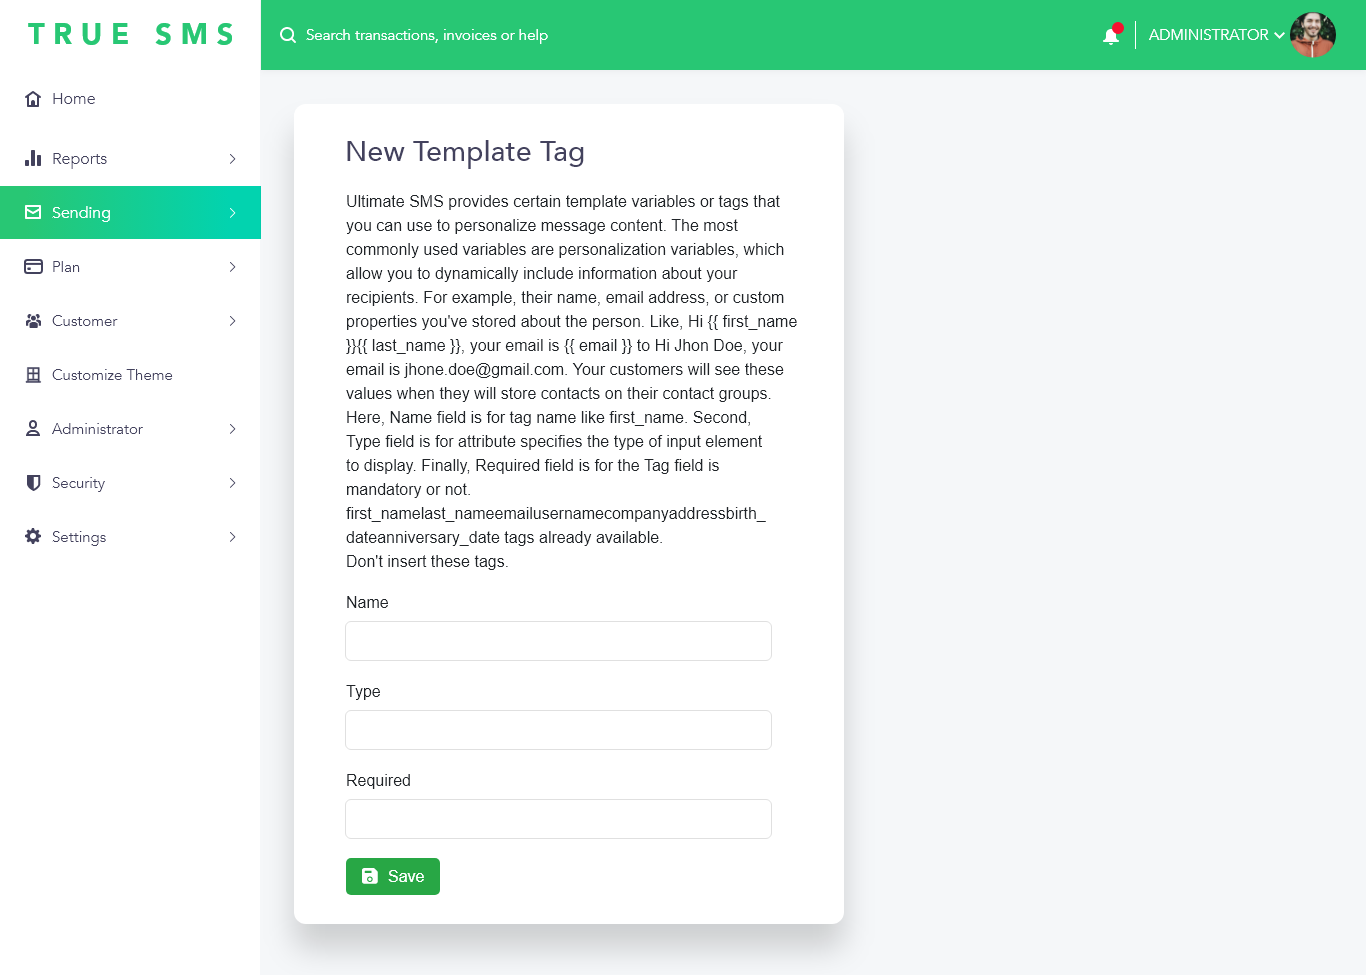 TRUE SMS
Search transactions, invoices or help
ADMINISTRATOR
Home
Reports
Sending
Plan
Customer
Customize Theme
Administrator
Security
Settings
New Template Tag
Ultimate SMS provides certain template variables or tags that
you can use to personalize message content. The most
commonly used variables are personalization variables, which
allow you to dynamically include information about your
recipients. For example, their name, email address, or custom
properties you've stored about the person. Like, Hi {{ first_name
}}{{ last_name }}, your email is {{ email }} to Hi Jhon Doe, your
email is jhone.doe@gmail.com. Your customers will see these
values when they will store contacts on their contact groups.
Here, Name field is for tag name like first_name. Second,
Type field is for attribute specifies the type of input element
to display. Finally, Required field is for the Tag field is
mandatory or not.
first_namelast_nameemailusernamecompanyaddressbirth_
dateanniversary_date tags already available.
Don't insert these tags.
Name
Type
Required
Save